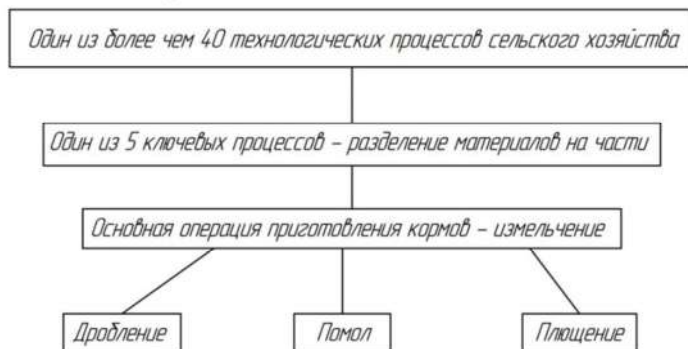 Один из более чем 40 технологических процессов сельского хозяйства
Один из 5 ключевых процессов – разделение материалов на части
Основная операция приготовления кормов – измельчение
Дробление
Помол
Плющение